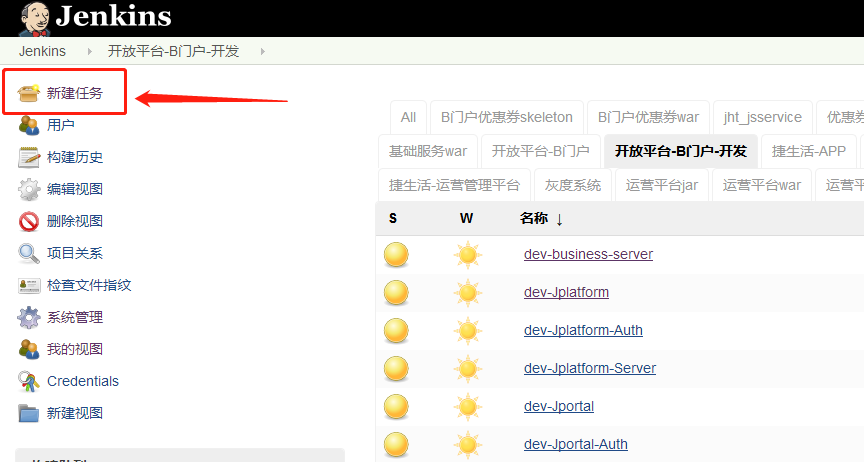 Jenkins
Jenkins 开放平台-B门户-开发
新建任务
用户
构建历史
编辑视图
删除视图
项目关系
检查文件指纹
系统管理
我的视图
Credentials
新建视图
All B门户优惠券skeleton B门户优惠券war jht_jsservice 优惠券
基础服务war 开放平台-B门户 开放平台-B门户-开发 捷生活-APP
捷生活-运营管理平台 灰度系统 运营平台jar 运营平台war 运营平
S W 名称 ↓
dev-business-server
dev-Jplatform
dev-Jplatform-Auth
dev-Jplatform-Server
dev-Jportal
dev-Jportal-Auth